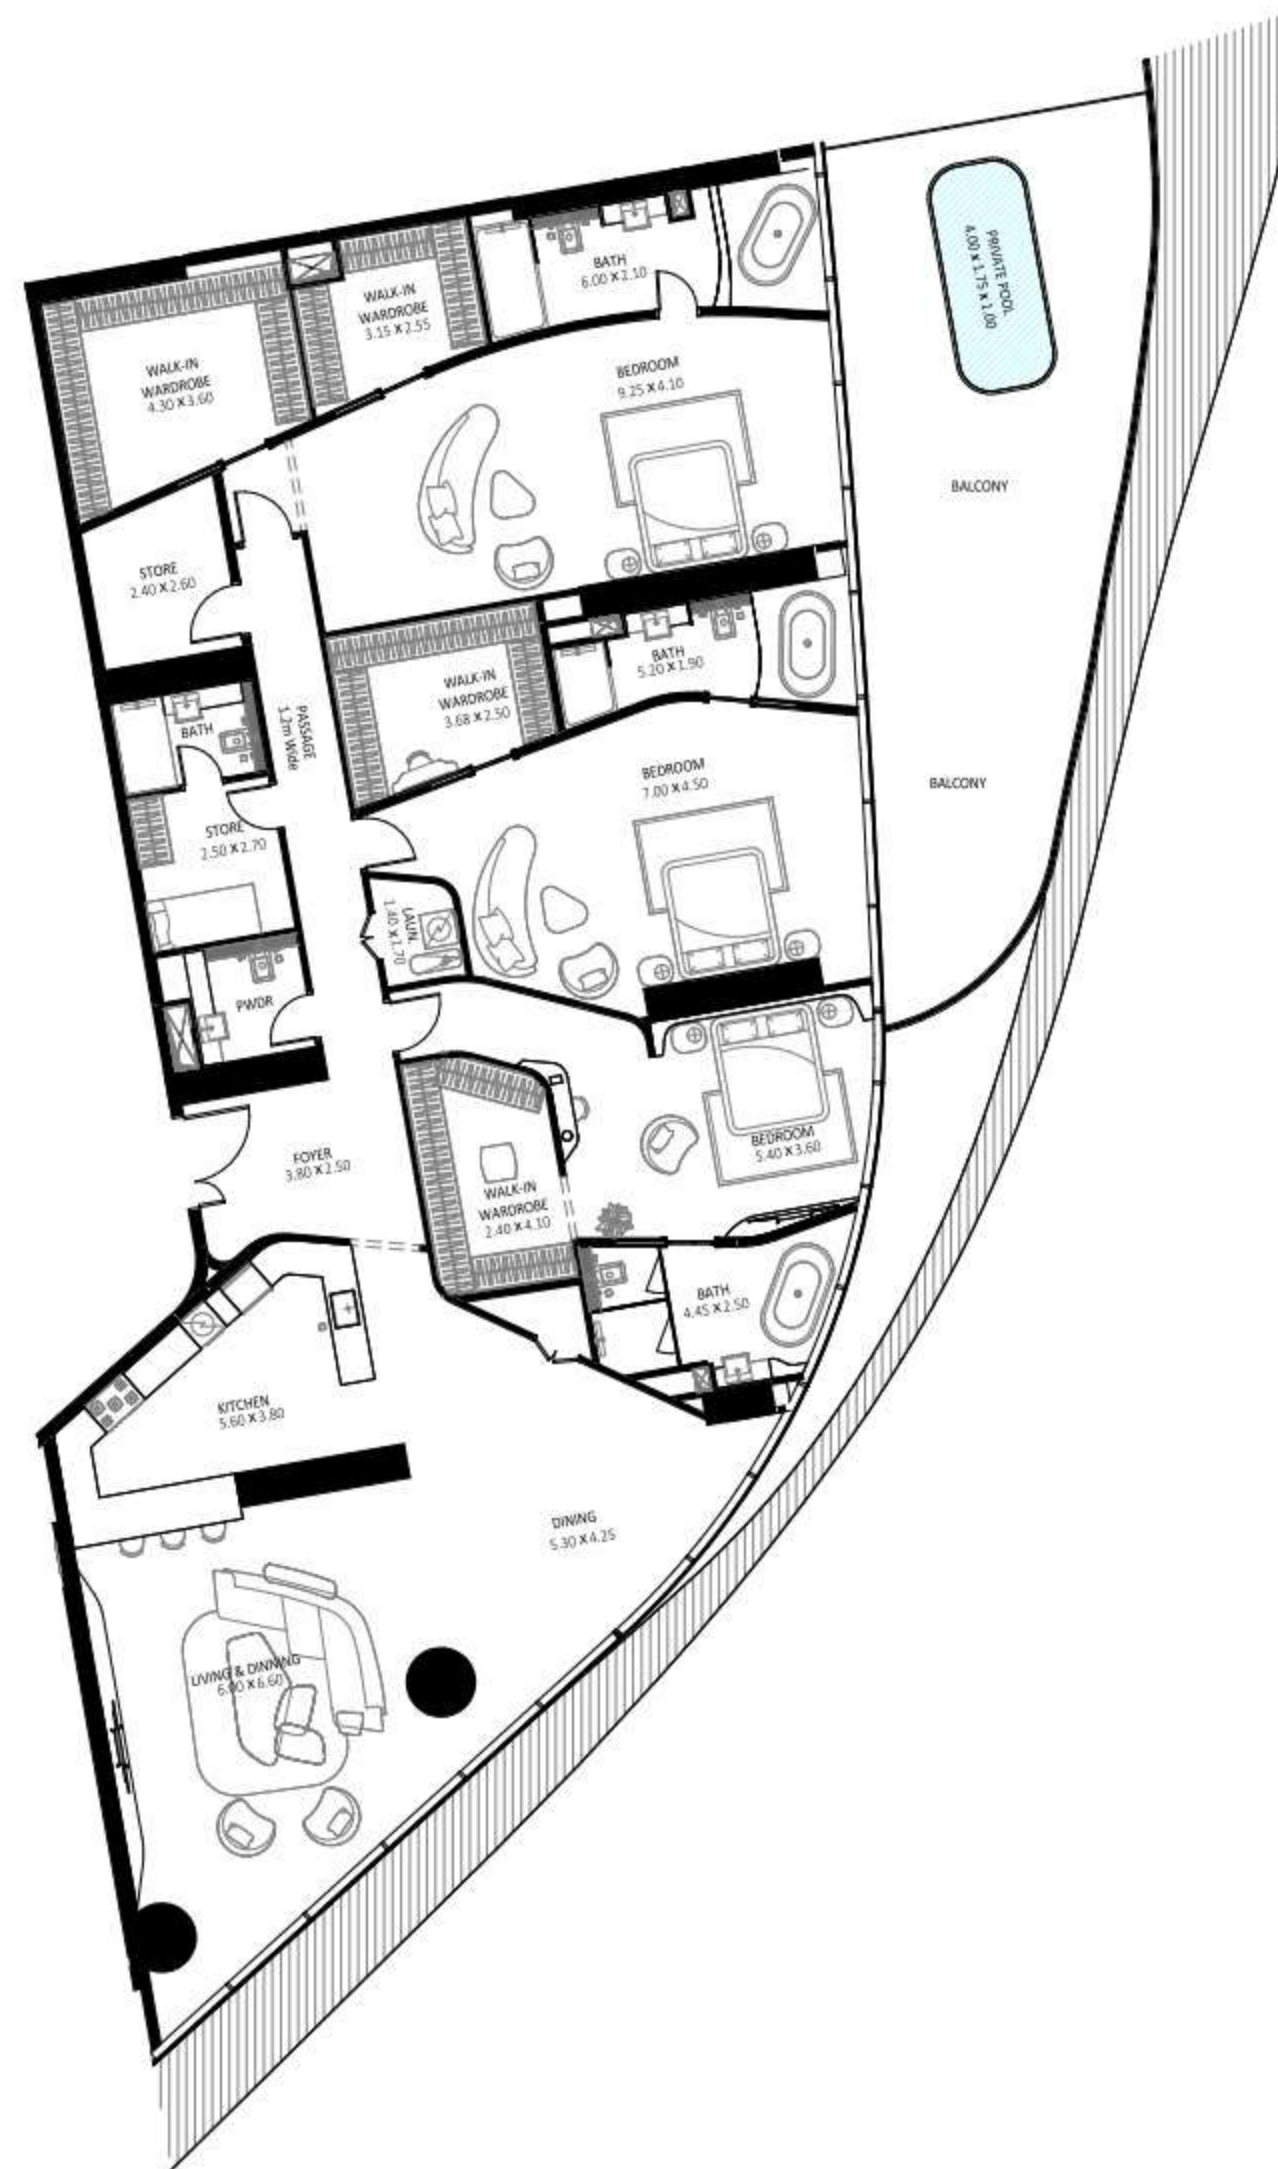 PRIVATE POOL
4.00 x 1.75 x 1.00
BATH
6.00 X 2.10
WALK-IN
WARDROBE
3.15 X 2.55
WALK-IN
WARDROBE
4.30 X 3.60
BEDROOM
9.25 X 4.10
BALCONY
STORE
2.40 X 2.60
BATH
5.20 X 1.90
WALK-IN
WARDROBE
3.68 X 2.50
PASSAGE
1.2m Wide
BATH
BEDROOM
7.00 X 4.50
BALCONY
STORE
2.50 X 2.70
LAUN.
1.70
PWDR
BEDROOM
5.40 X 3.60
FOYER
3.80 X 2.50
WALK-IN
WARDROBE
2.40 X 4.10
BATH
4.45 X 2.50
KITCHEN
5.60 X 3.80
DINING
5.30 X 4.25
LIVING & DINNING
X 6.60